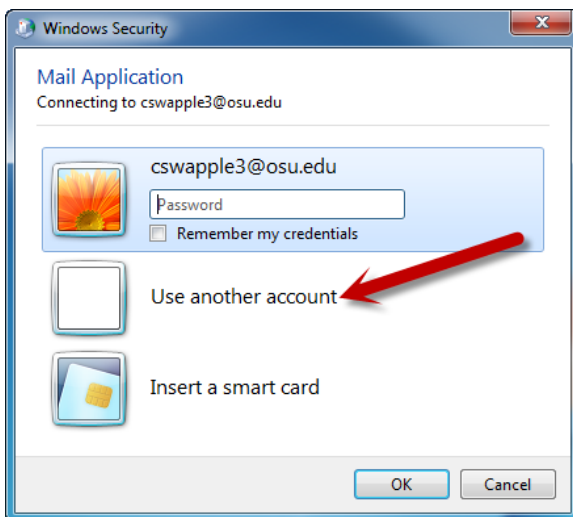 Windows Security
Mail Application
Connecting to cswapple3@osu.edu
cswapple3@osu.edu
Password
Remember my credentials
Use another account
Insert a smart card
OK
Cancel